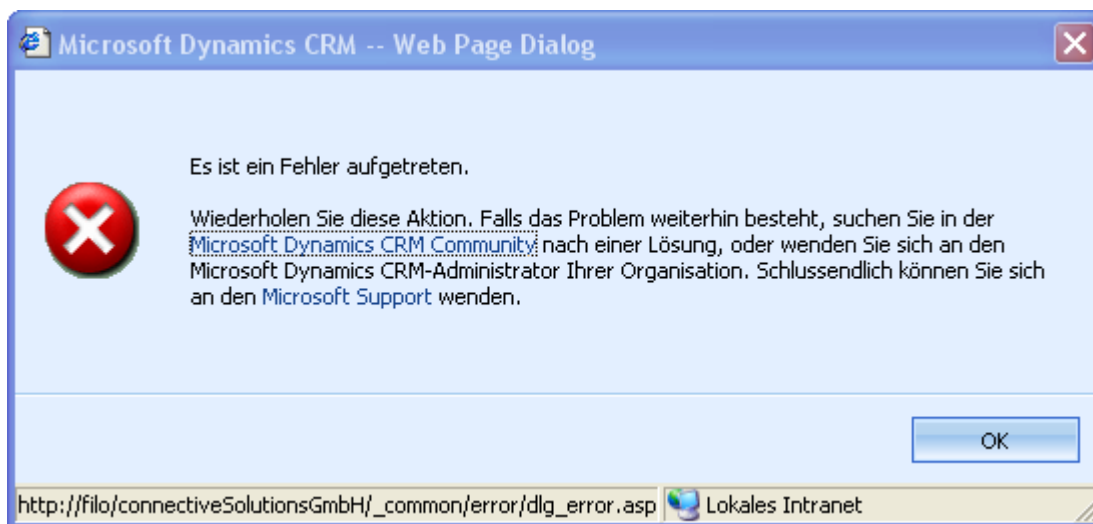 Microsoft Dynamics CRM -- Web Page Dialog
Es ist ein Fehler aufgetreten.
Wiederholen Sie diese Aktion. Falls das Problem weiterhin besteht, suchen Sie in der
Microsoft Dynamics CRM Community nach einer Lösung, oder wenden Sie sich an den
Microsoft Dynamics CRM-Administrator Ihrer Organisation. Schlussendlich können Sie sich
an den Microsoft Support wenden.
OK
http://filo/connectiveSolutionsGmbH/_common/error/dlg_error.asp Lokales Intranet